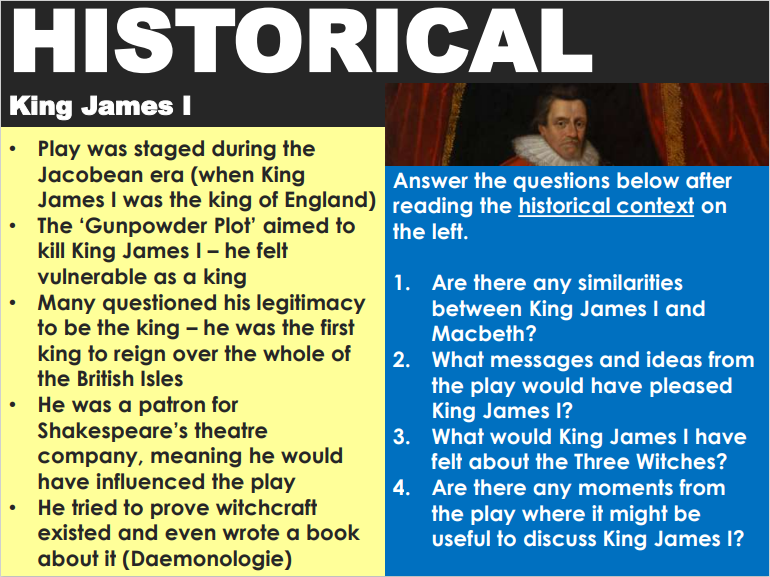 HISTORICAL
King James I
• Play was staged during the
Jacobean era (when King
James I was the king of England)
• The ‘Gunpowder Plot’ aimed to
kill King James I – he felt
vulnerable as a king
• Many questioned his legitimacy
to be the king – he was the first
king to reign over the whole of
the British Isles
• He was a patron for
Shakespeare’s theatre
company, meaning he would
have influenced the play
• He tried to prove witchcraft
existed and even wrote a book
about it (Daemonologie)
Answer the questions below after
reading the historical context on
the left.
1. Are there any similarities
between King James I and
Macbeth?
2. What messages and ideas from
the play would have pleased
King James I?
3. What would King James I have
felt about the Three Witches?
4. Are there any moments from
the play where it might be
useful to discuss King James I?